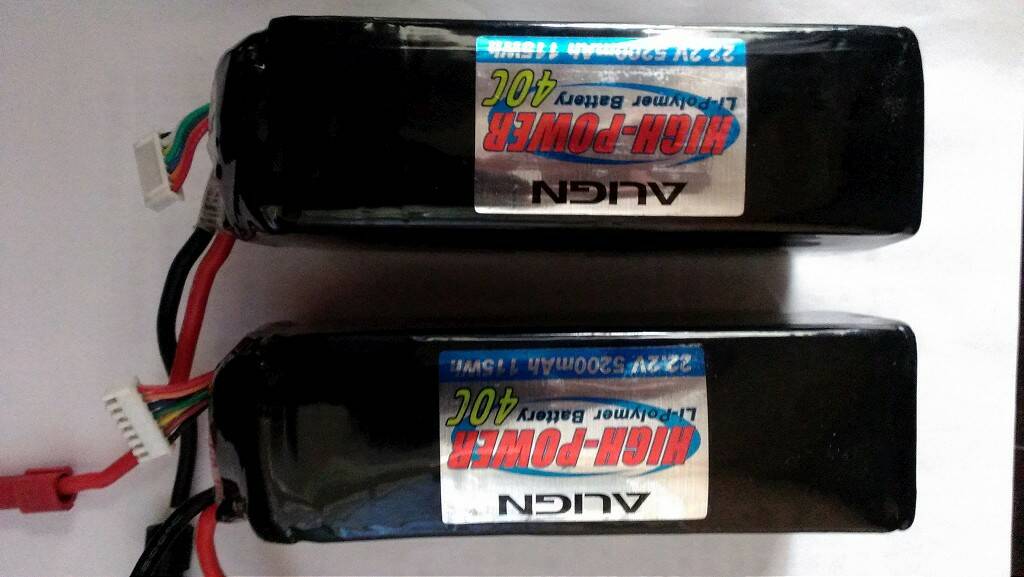 ALIGN
HIGH-POWER
Li-Polymer Battery
40C
22.2V 5200mAh 115Wh
ALIGN
HIGH-POWER
Li-Polymer Battery
40C
22.2V 5200mAh 115Wh